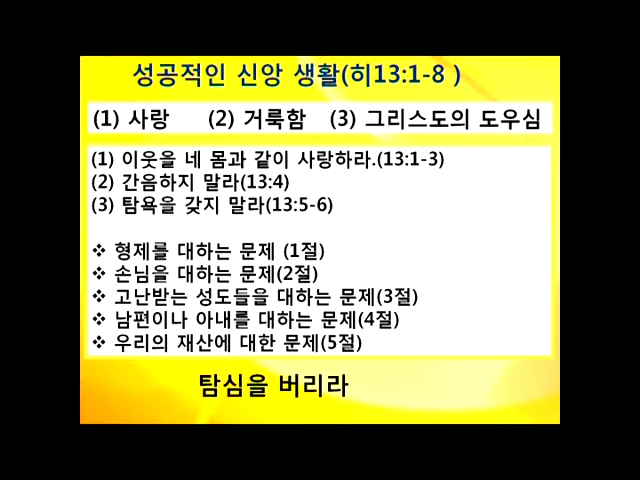 성공적인 신앙 생활(히13:1-8 )
(1) 사랑 (2) 거룩함 (3) 그리스도의 도우심
(1) 이웃을 네 몸과 같이 사랑하라.(13:1-3)
(2) 간음하지 말라(13:4)
(3) 탐욕을 갖지 말라(13:5-6)
❖ 형제를 대하는 문제 (1절)
❖ 손님을 대하는 문제(2절)
❖ 고난받는 성도들을 대하는 문제(3절)
❖ 남편이나 아내를 대하는 문제(4절)
❖ 우리의 재산에 대한 문제(5절)
탐심을 버리라